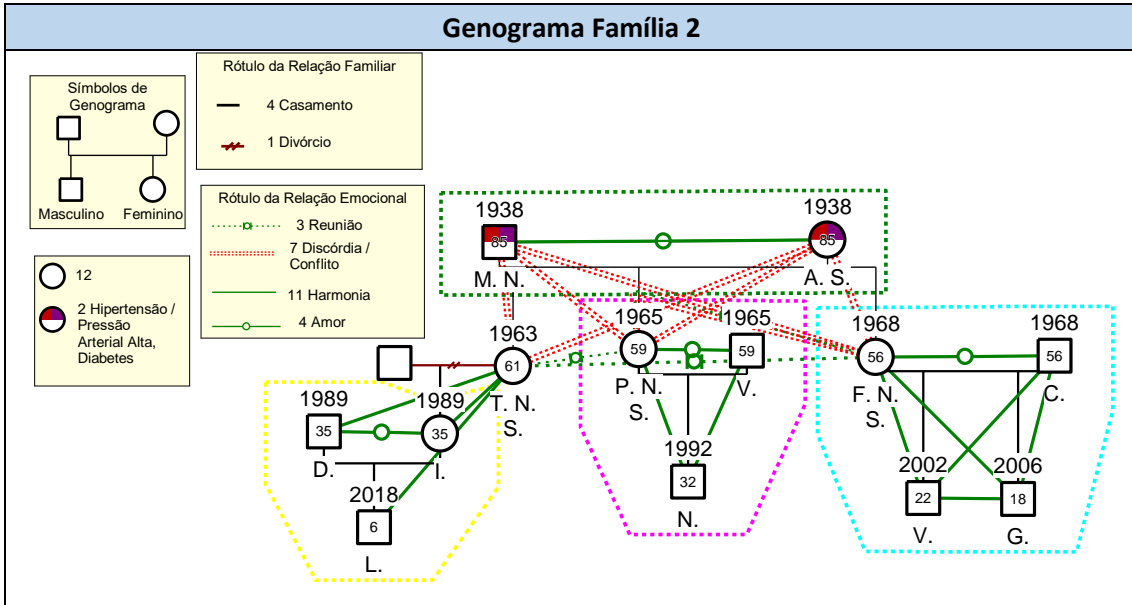 Genograma Família 2
Símbolos de
Genograma
Masculino Feminino
Rótulo da Relação Familiar
4 Casamento
1 Divórcio
Rótulo da Relação Emocional
3 Reunião
7 Discórdia /
Conflito
11 Harmonia
4 Amor
12
2 Hipertensão /
Pressão
Arterial Alta,
Diabetes
1938
85
M. N.
1938
85
A. S.
1963
61
T. N.
S.
1965
59
P. N.
S.
1965
59
V.
1968
56
F. N.
S.
1968
56
C.
1989
35
D.
1989
35
I.
2018
6
L.
1992
32
N.
2002
22
V.
2006
18
G.